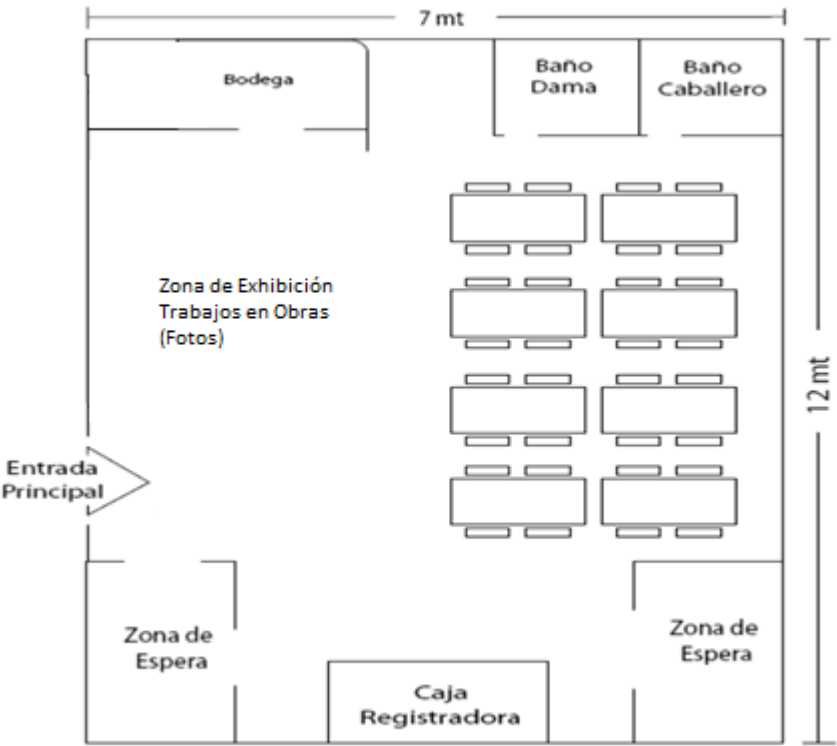 7 mt
Bodega
Baño
Dama
Baño
Caballero
Zona de Exhibición
Trabajos en Obras
(Fotos)
12 mt
Entrada
Principal
Zona de
Espera
Zona de
Espera
Caja
Registradora